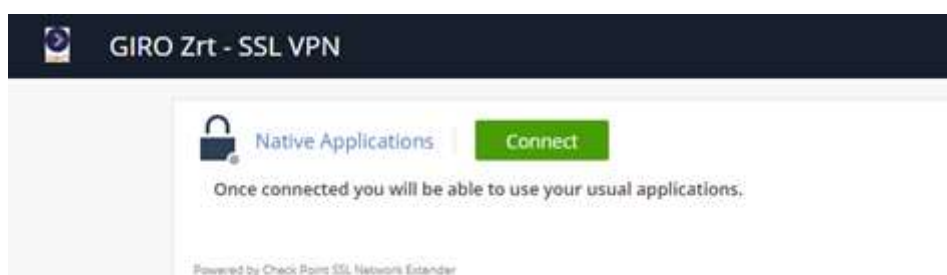 GIRO Zrt - SSL VPN
Native Applications Connect
Once connected you will be able to use your usual applications.
Powered by Check Point SSL Network Extender